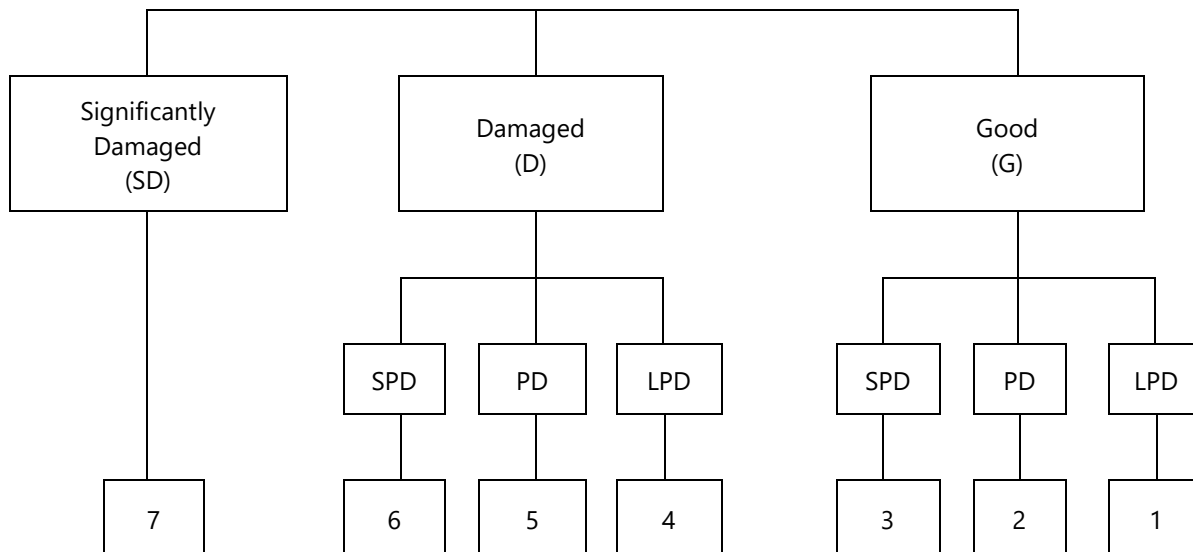 Significantly
Damaged
(SD)
Damaged
(D)
Good
(G)
SPD
PD
LPD
SPD
PD
LPD
7
6
5
4
3
2
1